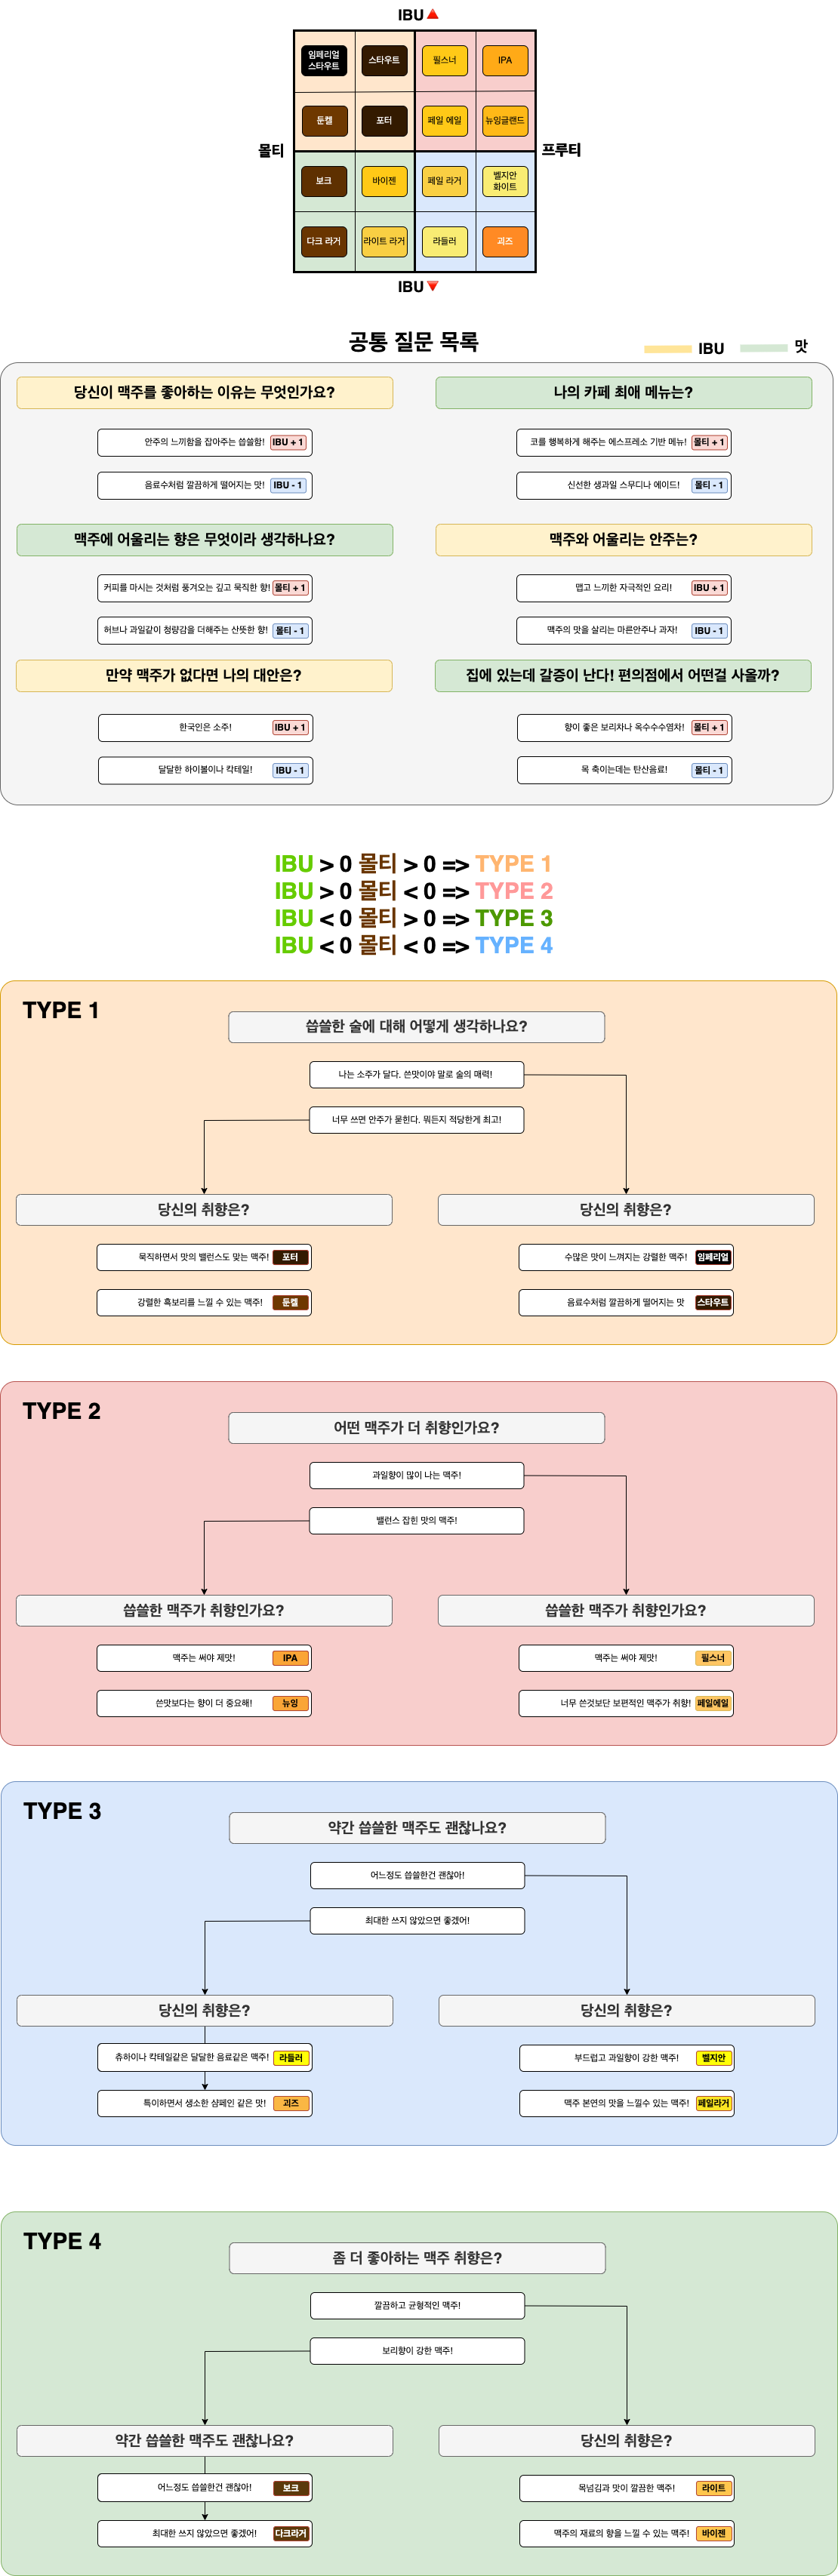 IBU🔺
임페리얼
스타우트
스타우트
필스너
IPA
둔켈
포터
페일 에일
뉴잉글랜드
몰티
프루티
보크
바이젠
페일 라거
벨지안
화이트
다크 라거
라이트 라거
라들러
괴즈
IBU🔻
공통 질문 목록
IBU
맛
당신이 맥주를 좋아하는 이유는 무엇인가요?
안주의 느끼함을 잡아주는 씁쓸함! IBU + 1
음료수처럼 깔끔하게 떨어지는 맛! IBU - 1
나의 카페 최애 메뉴는?
코를 행복하게 해주는 에스프레소 기반 메뉴! 몰티 + 1
신선한 생과일 스무디나 에이드! 몰티 - 1
맥주에 어울리는 향은 무엇이라 생각하나요?
커피를 마시는 것처럼 풍겨오는 깊고 묵직한 향! 몰티 + 1
허브나 과일같이 청량감을 더해주는 산뜻한 향! 몰티 - 1
맥주와 어울리는 안주는?
맵고 느끼한 자극적인 요리! IBU + 1
맥주의 맛을 살리는 마른안주나 과자! IBU - 1
만약 맥주가 없다면 나의 대안은?
한국인은 소주! IBU + 1
달달한 하이볼이나 칵테일! IBU - 1
집에 있는데 갈증이 난다! 편의점에서 어떤걸 사올까?
향이 좋은 보리차나 옥수수수염차! 몰티 + 1
목 축이는데는 탄산음료! 몰티 - 1
IBU > 0 몰티 > 0 => TYPE 1
IBU > 0 몰티 < 0 => TYPE 2
IBU < 0 몰티 > 0 => TYPE 3
IBU < 0 몰티 < 0 => TYPE 4
TYPE 1
씁쓸한 술에 대해 어떻게 생각하나요?
나는 소주가 달다. 쓴맛이야 말로 술의 매력!
너무 쓰면 안주가 묻힌다. 뭐든지 적당한게 최고!
당신의 취향은?
묵직하면서 맛의 밸런스도 맞는 맥주! 포터
강렬한 흑보리를 느낄 수 있는 맥주! 둔켈
당신의 취향은?
수많은 맛이 느껴지는 강렬한 맥주! 임페리얼
음료수처럼 깔끔하게 떨어지는 맛 스타우트
TYPE 2
어떤 맥주가 더 취향인가요?
과일향이 많이 나는 맥주!
밸런스 잡힌 맛의 맥주!
씁쓸한 맥주가 취향인가요?
맥주는 써야 제맛! IPA
쓴맛보다는 향이 더 중요해! 뉴잉
씁쓸한 맥주가 취향인가요?
맥주는 써야 제맛! 필스너
너무 쓴것보단 보편적인 맥주가 취향! 페일에일
TYPE 3
약간 씁쓸한 맥주도 괜찮나요?
어느정도 씁쓸한건 괜찮아!
최대한 쓰지 않았으면 좋겠어!
당신의 취향은?
츄하이나 칵테일같은 달달한 음료같은 맥주! 라들러
특이하면서 생소한 샴페인 같은 맛! 괴즈
당신의 취향은?
부드럽고 과일향이 강한 맥주! 벨지안
맥주 본연의 맛을 느낄수 있는 맥주! 페일라거
TYPE 4
좀 더 좋아하는 맥주 취향은?
깔끔하고 균형적인 맥주!
보리향이 강한 맥주!
약간 씁쓸한 맥주도 괜찮나요?
어느정도 씁쓸한건 괜찮아! 보크
최대한 쓰지 않았으면 좋겠어! 다크라거
당신의 취향은?
목넘김과 맛이 깔끔한 맥주! 라이트
맥주의 재료의 향을 느낄 수 있는 맥주! 바이젠